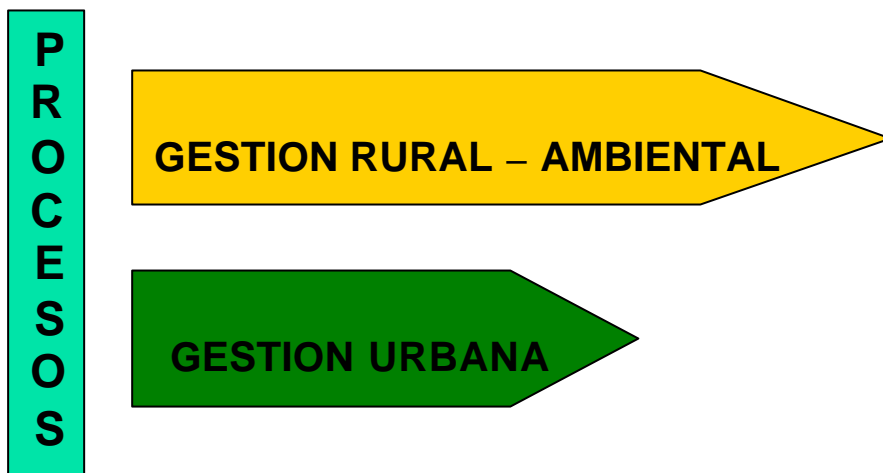 PROCESOS
GESTION RURAL – AMBIENTAL
GESTION URBANA